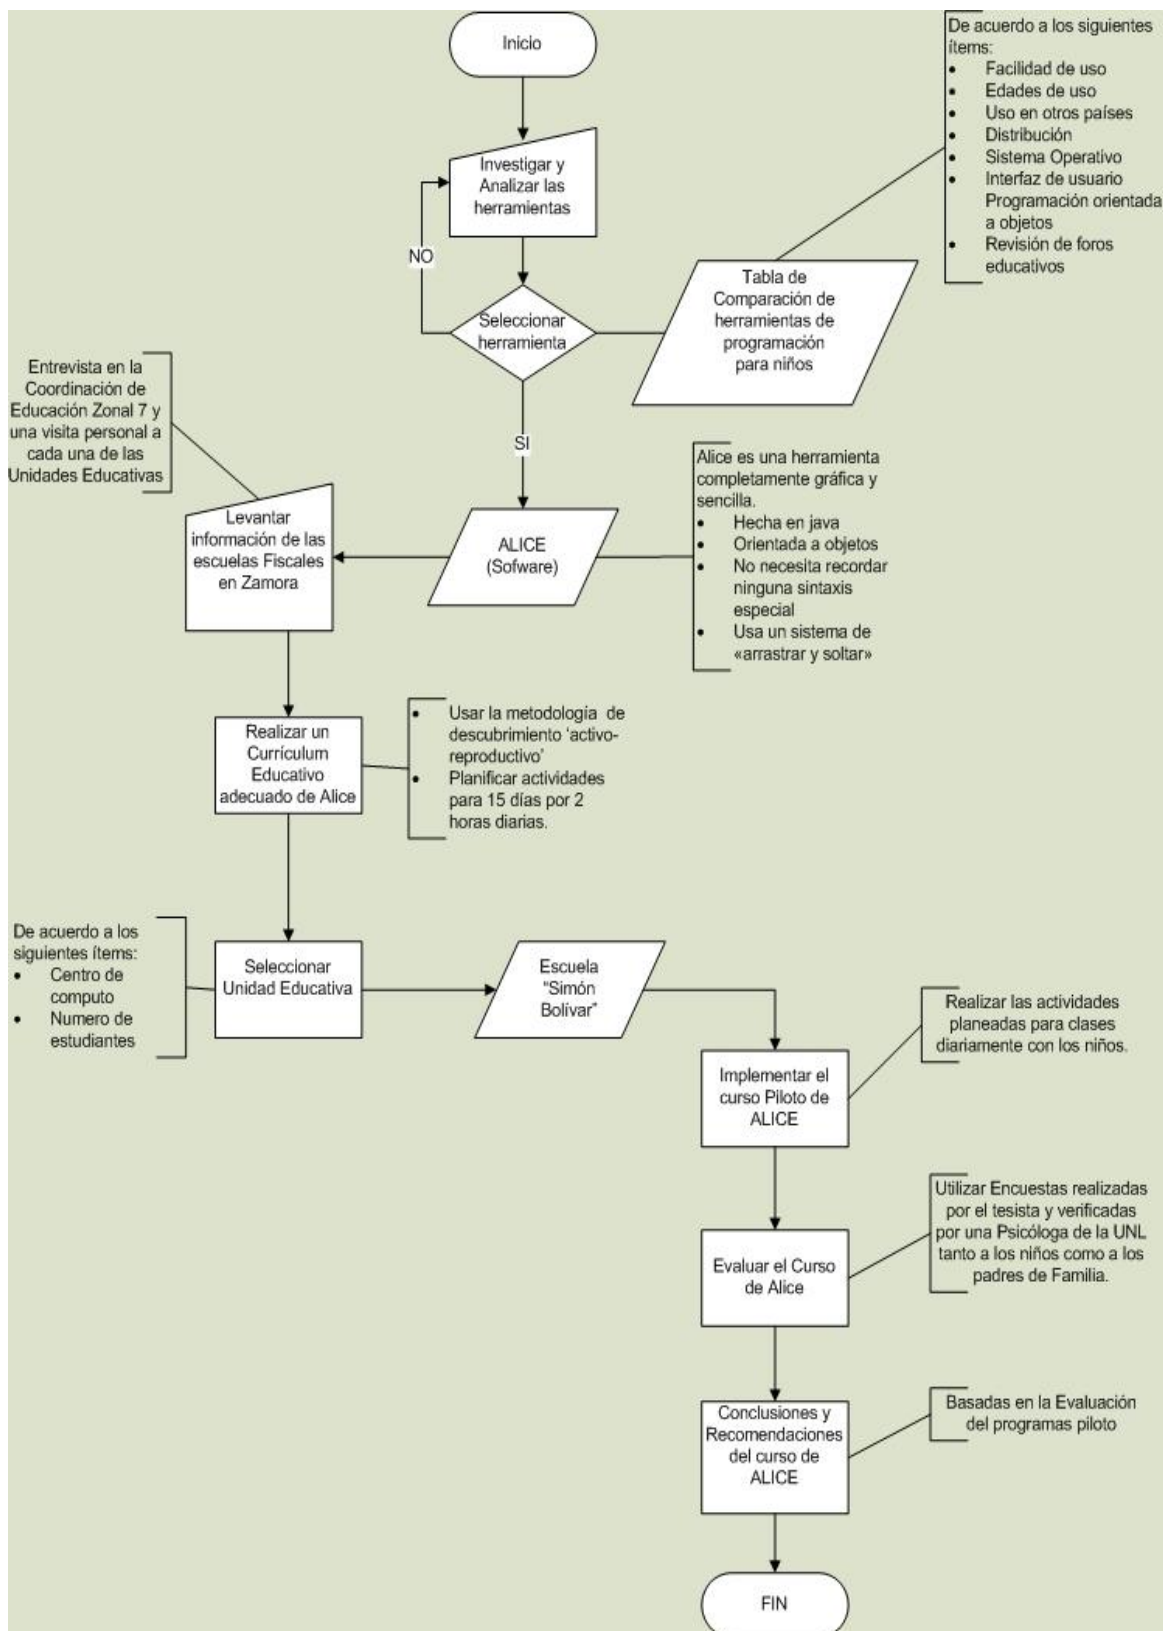 Inicio
De acuerdo a los siguientes
ítems:
• Facilidad de uso
• Edades de uso
• Uso en otros países
• Distribución
• Sistema Operativo
• Interfaz de usuario
Programación orientada
a objetos
• Revisión de foros
educativos
Investigar y
Analizar las
herramientas
NO
Seleccionar
herramienta
Tabla de
Comparación de
herramientas de
programación
para niños
SI
Entrevista en la
Coordinación de
Educación Zonal 7 y
una visita personal a
cada una de las
Unidades Educativas
Levantar
información de las
escuelas Fiscales
en Zamora
ALICE
(Sofware)
Alice es una herramienta
completamente gráfica y
sencilla.
• Hecha en java
• Orientada a objetos
• No necesita recordar
ninguna sintaxis
especial
• Usa un sistema de
«arrastrar y soltar»
Realizar un
Currículum
Educativo
adecuado de Alice
• Usar la metodología de
descubrimiento ‘activo-
reproductivo’
• Planificar actividades
para 15 días por 2
horas diarias.
De acuerdo a los
siguientes ítems:
• Centro de
computo
• Numero de
estudiantes
Seleccionar
Unidad Educativa
Escuela
“Simón
Bolívar”
Implementar el
curso Piloto de
ALICE
Realizar las actividades
planeadas para clases
diariamente con los niños.
Evaluar el Curso
de Alice
Utilizar Encuestas realizadas
por el tesista y verificadas
por una Psicóloga de la UNL
tanto a los niños como a los
padres de Familia.
Conclusiones y
Recomendaciones
del curso de
ALICE
Basadas en la Evaluación
del programas piloto
FIN